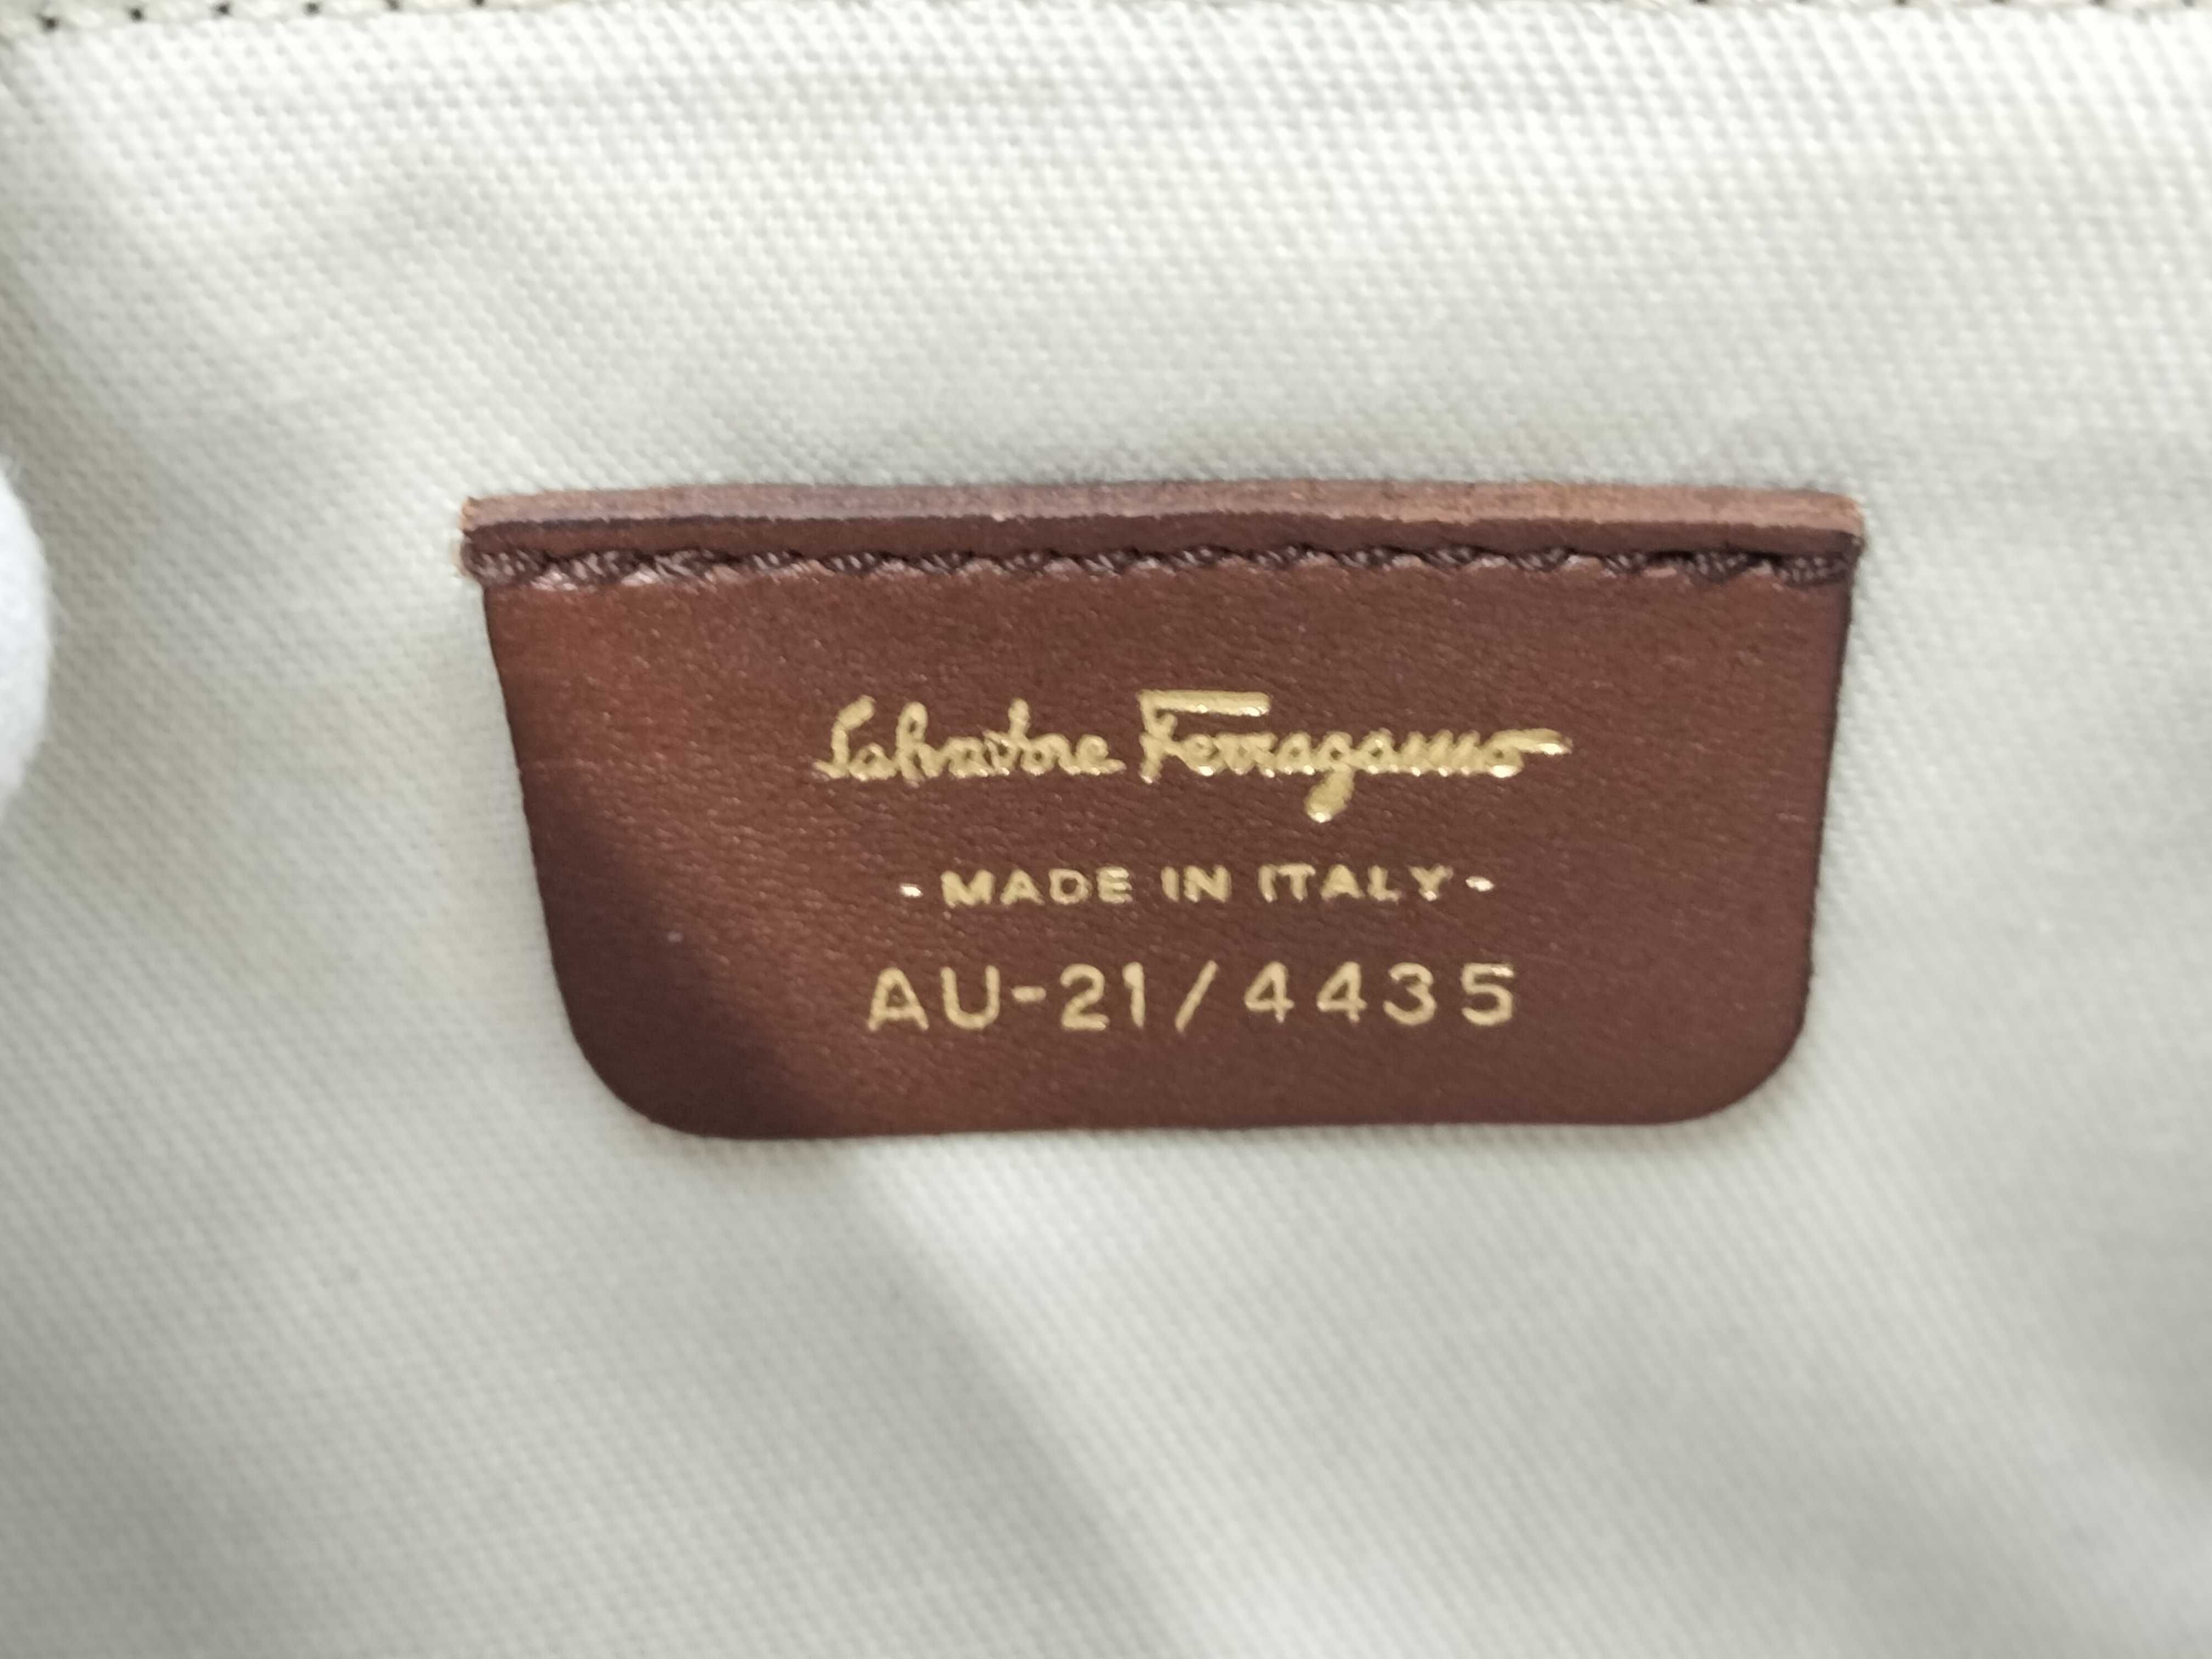 Salvatore Ferragamo
- MADE IN ITALY -
AU-21/4435